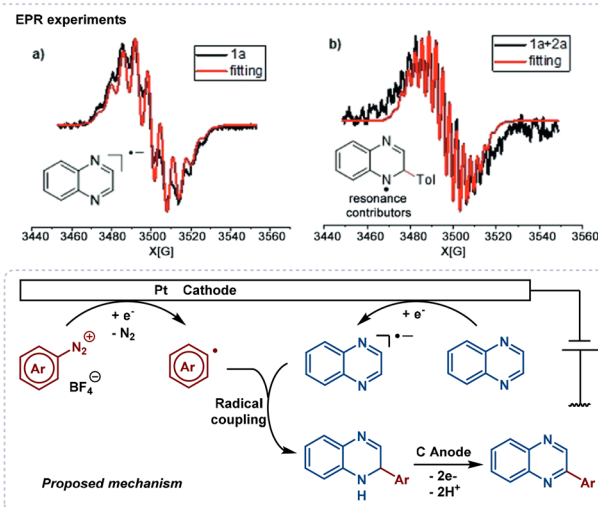 EPR experiments
a)
1a
fitting
N
N
•−
3440 3460 3480 3500 3520 3540 3560
X[G]
b)
1a+2a
fitting
N
N
Tol
•
resonance
contributors
3440 3460 3480 3500 3520 3540 3560
X[G]
Pt Cathode
+ e-
- N2
+ e-
Ar
N2
⊕
BF4⊖
Ar
•
N
N
•−
N
N
Radical
coupling
N
N
H
Ar
C Anode
- 2e-
- 2H+
N
N
Ar
Proposed mechanism